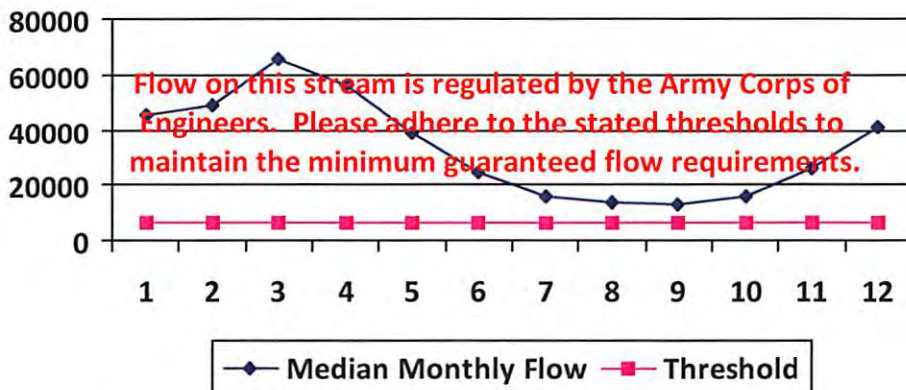 80000
60000
40000
20000
0
Flow on this stream is regulated by the Army Corps of
Engineers. Please adhere to the stated thresholds to
maintain the minimum guaranteed flow requirements.
1 2 3 4 5 6 7 8 9 10 11 12
Median Monthly Flow Threshold